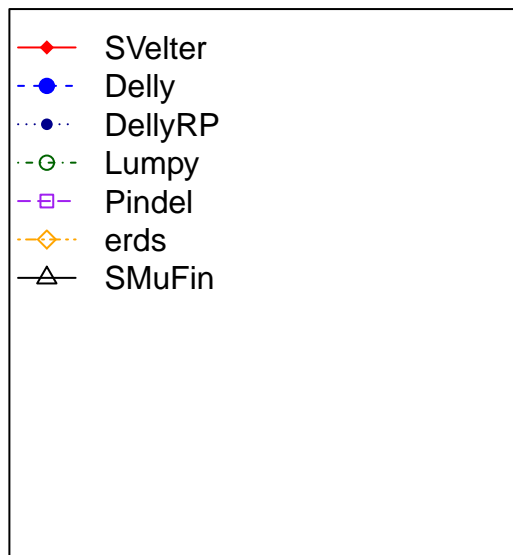 SVelter
Delly
DellyRP
Lumpy
Pindel
erds
SMuFin